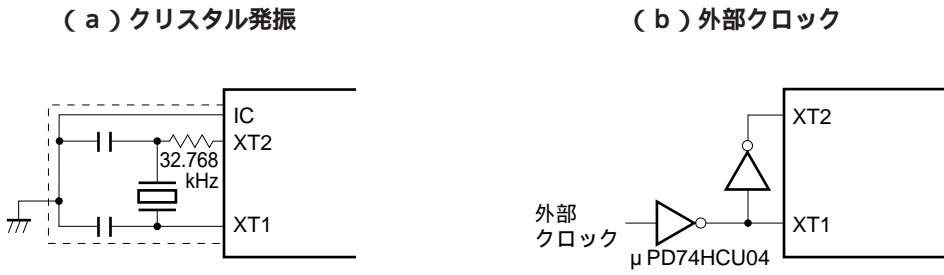 （a）クリスタル発振
IC
XT2
32.768
kHz
XT1
（b）外部クロック
XT2
外部
クロック
XT1
μPD74HCU04